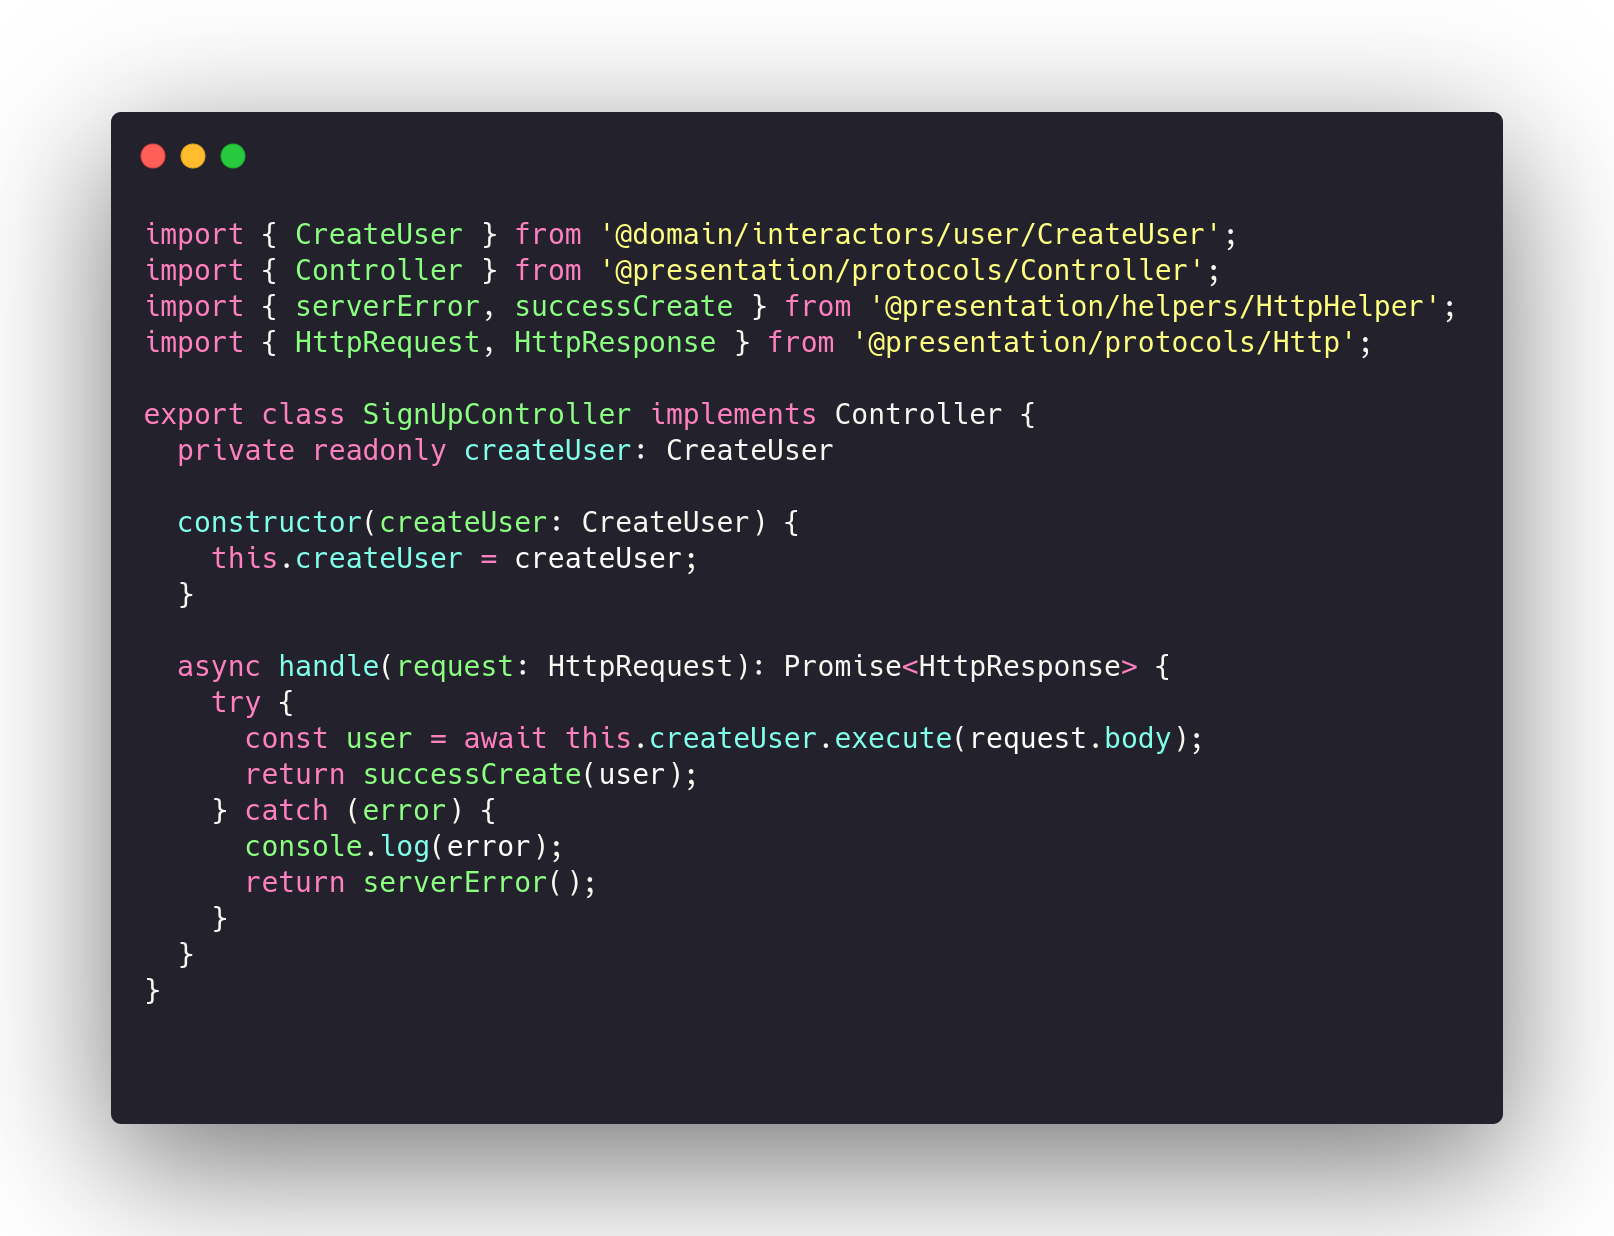 import { CreateUser } from '@domain/interactors/user/CreateUser';
import { Controller } from '@presentation/protocols/Controller';
import { serverError, successCreate } from '@presentation/helpers/HttpHelper';
import { HttpRequest, HttpResponse } from '@presentation/protocols/Http';

export class SignUpController implements Controller {
  private readonly createUser: CreateUser

  constructor(createUser: CreateUser) {
    this.createUser = createUser;
  }

  async handle(request: HttpRequest): Promise<HttpResponse> {
    try {
      const user = await this.createUser.execute(request.body);
      return successCreate(user);
    } catch (error) {
      console.log(error);
      return serverError();
    }
  }
}